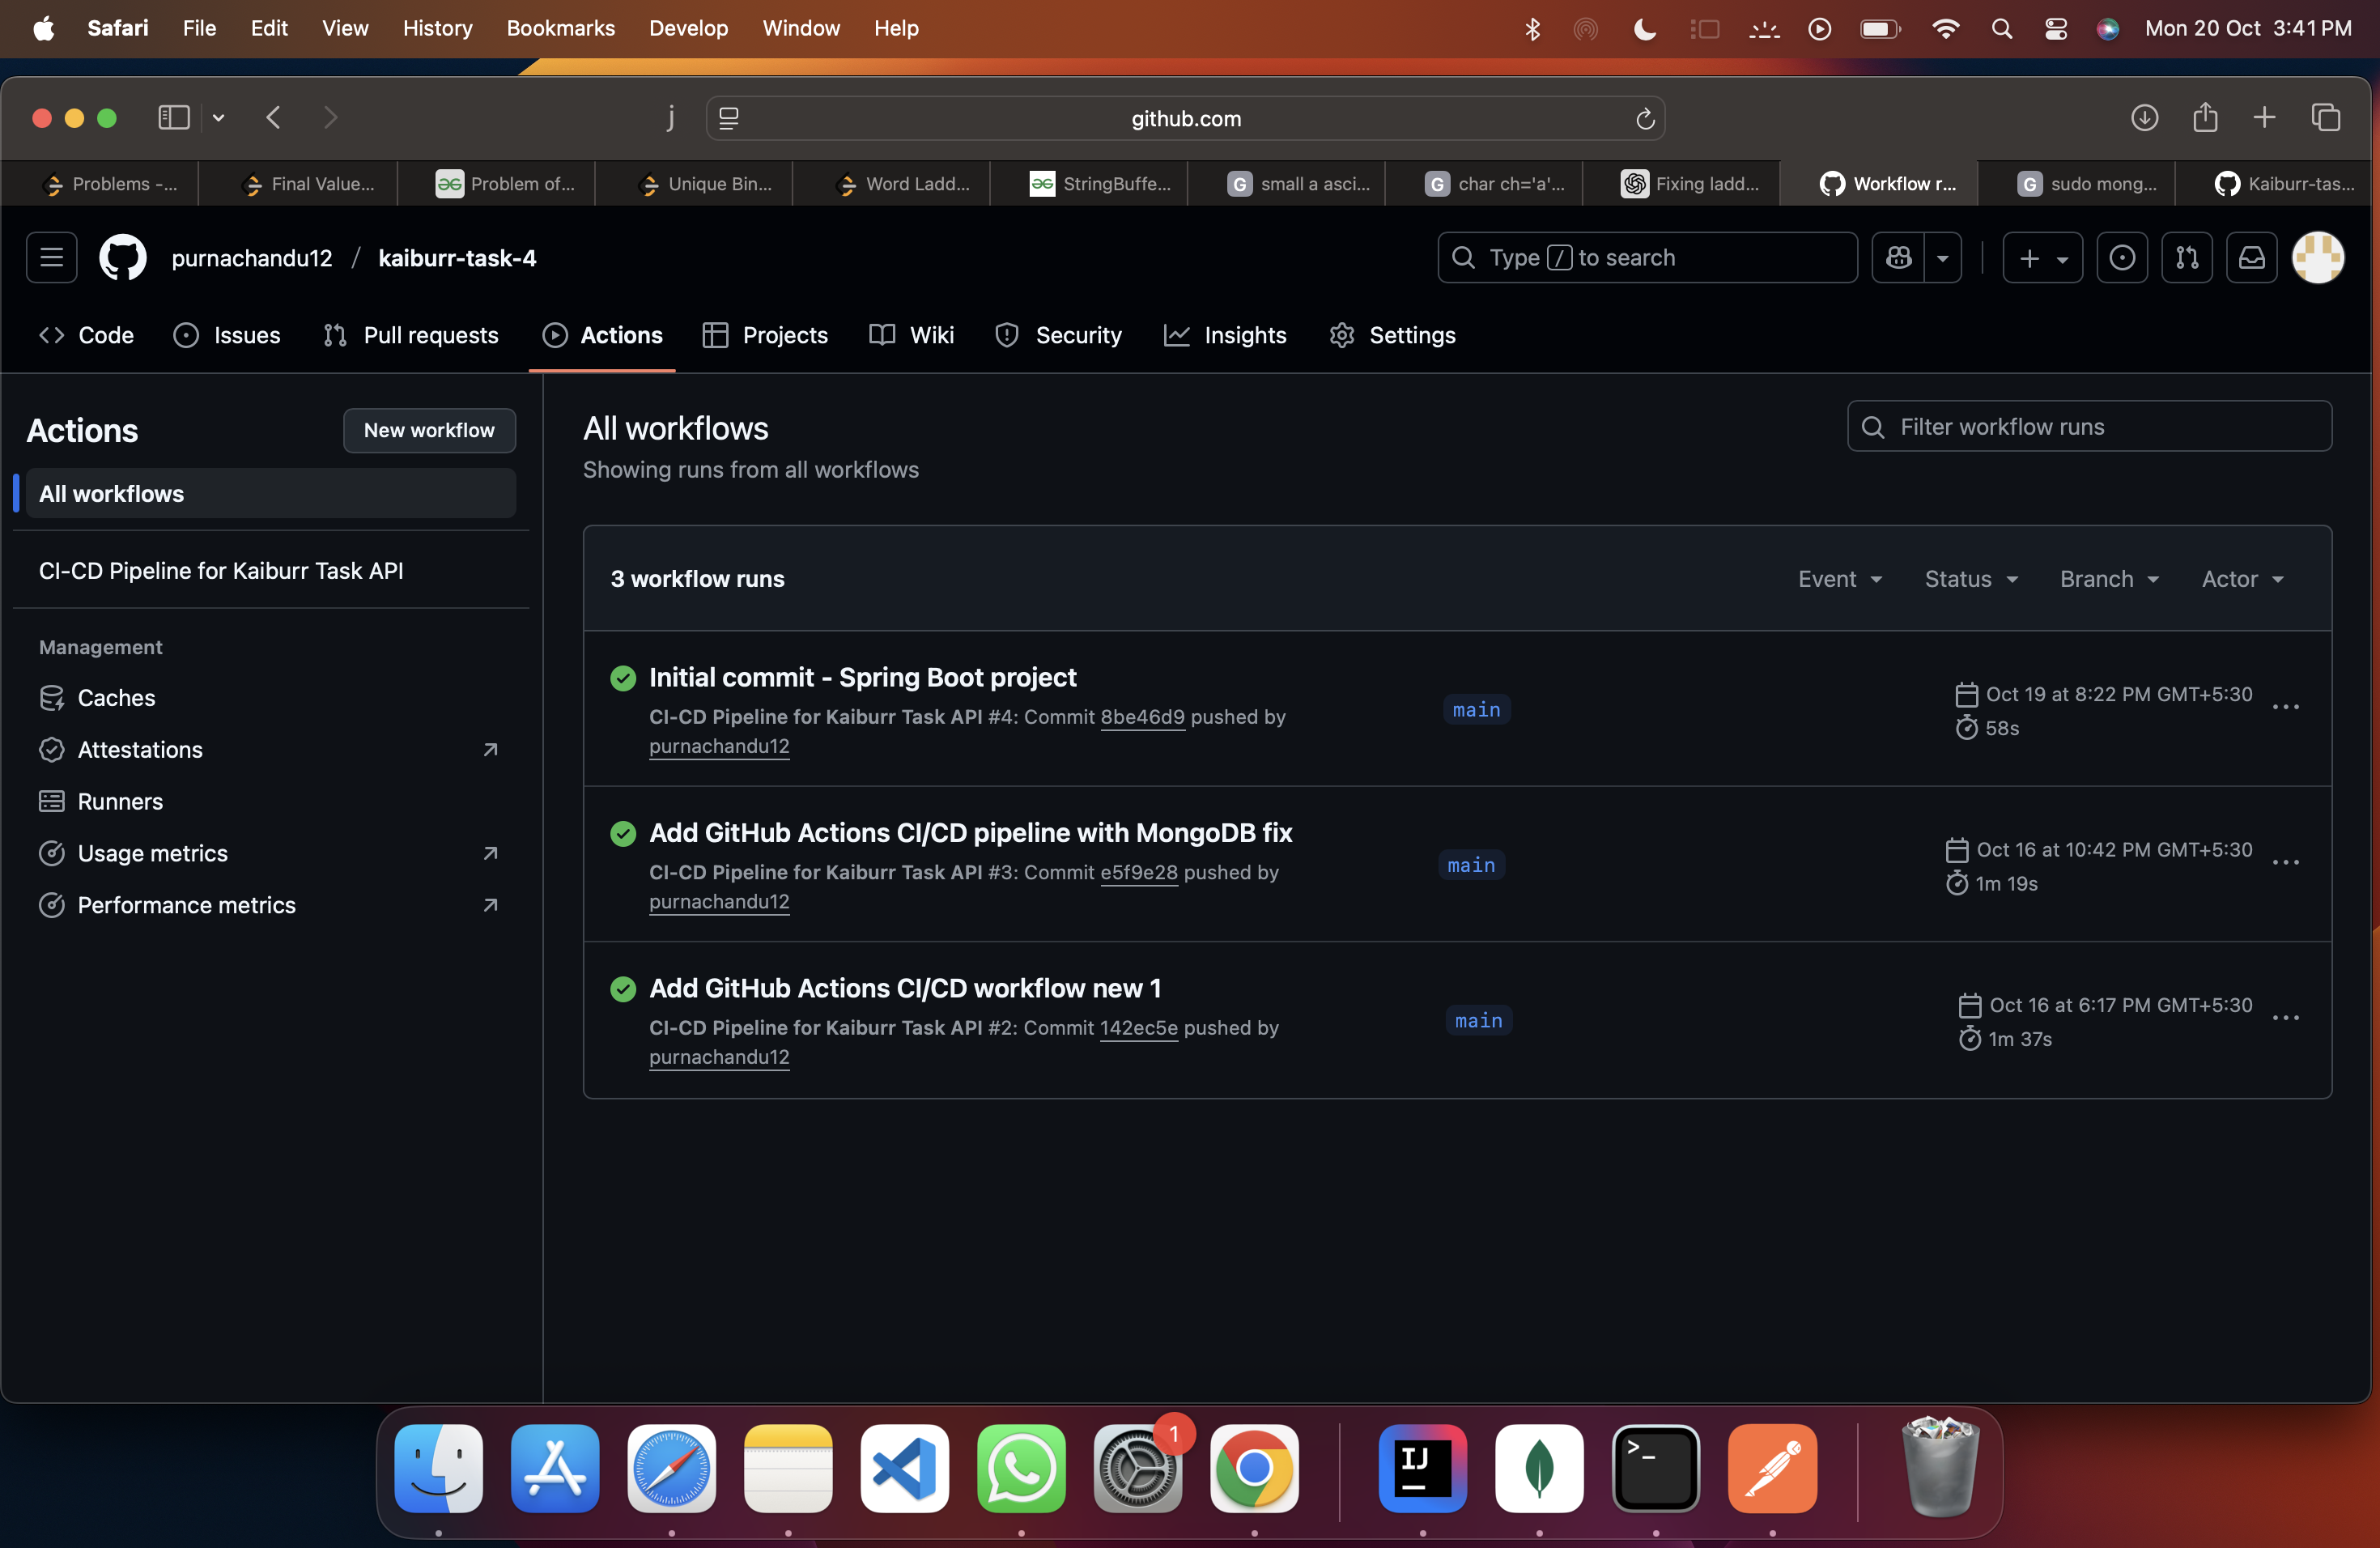 Safari File Edit View History Bookmarks Develop Window Help Mon 20 Oct 3:41 PM
j github.com
Problems -... Final Value... Problem of... Unique Bin... Word Ladd... StringBuffe... G small a asci... G char ch='a'... Fixing ladd... Workflow r... G sudo mong... Kaiburr-tas...
purnachandu12 / kaiburr-task-4 Type / to search
Code Issues Pull requests Actions Projects Wiki Security Insights Settings
Actions New workflow
All workflows
CI-CD Pipeline for Kaiburr Task API
Management
Caches
Attestations
Runners
Usage metrics
Performance metrics
All workflows
Showing runs from all workflows
Filter workflow runs
3 workflow runs Event Status Branch Actor
Initial commit - Spring Boot project
CI-CD Pipeline for Kaiburr Task API #4: Commit 8be46d9 pushed by
purnachandu12
main
Oct 19 at 8:22 PM GMT+5:30
58s
Add GitHub Actions CI/CD pipeline with MongoDB fix
CI-CD Pipeline for Kaiburr Task API #3: Commit e5f9e28 pushed by
purnachandu12
main
Oct 16 at 10:42 PM GMT+5:30
1m 19s
Add GitHub Actions CI/CD workflow new 1
CI-CD Pipeline for Kaiburr Task API #2: Commit 142ec5e pushed by
purnachandu12
main
Oct 16 at 6:17 PM GMT+5:30
1m 37s
1
IJ
>_